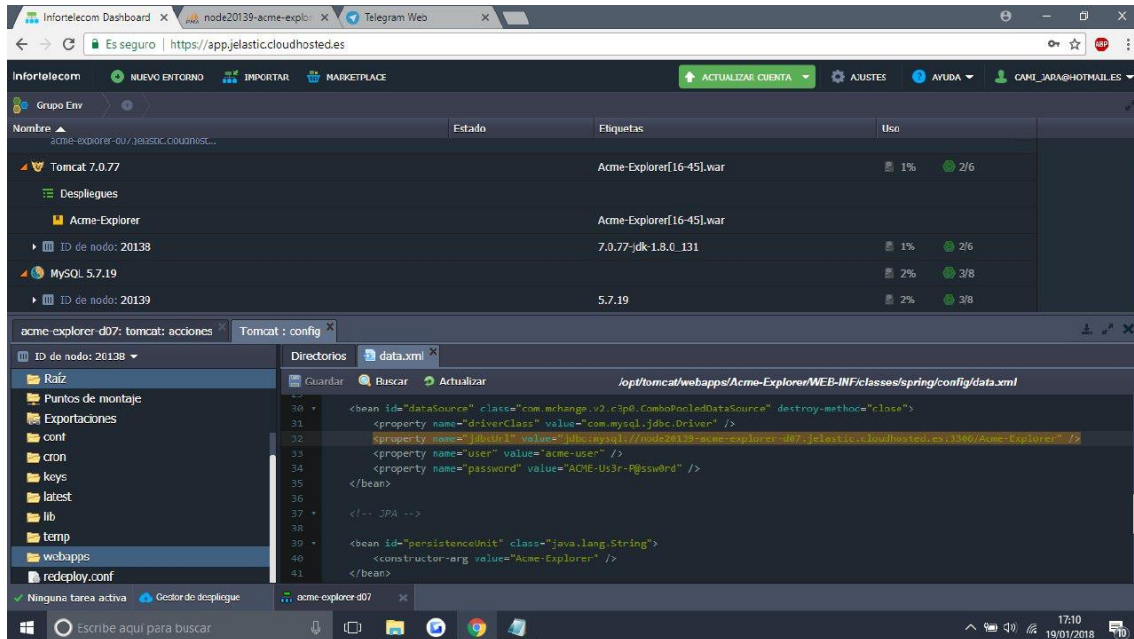 Infortelecom Dashboard
node20139-acme-explor
Telegram Web
Es seguro | https://app.jelastic.cloudhosted.es
ABP
Infortelecom
NUEVO ENTORNO
IMPORTAR
MARKETPLACE
ACTUALIZAR CUENTA
AJUSTES
AYUDA
CAMI_JARA@HOTMAIL.ES
Grupo Env
Nombre
Estado
Etiquetas
Uso
acme-explorer-d07.jelastic.cloudhost...
Tomcat 7.0.77
Acme-Explorer[16-45].war
1%
2/6
Despliegues
Acme-Explorer
Acme-Explorer[16-45].war
ID de nodo: 20138
7.0.77-jdk-1.8.0_131
1%
2/6
MySQL 5.7.19
2%
3/8
ID de nodo: 20139
5.7.19
2%
3/8
acme-explorer-d07: tomcat: acciones
Tomcat : config
ID de nodo: 20138
Directorios
data.xml
Raíz
Guardar
Buscar
Actualizar
/opt/tomcat/webapps/Acme-Explorer/WEB-INF/classes/spring/config/data.xml
Puntos de montaje
Exportaciones
conf
cron
keys
latest
lib
temp
webapps
redeploy.conf
30 <bean id="dataSource" class="com.mchange.v2.c3p0.ComboPooledDataSource" destroy-method="close">
31 <property name="driverClass" value="com.mysql.jdbc.Driver" />
32 <property name="jdbcUrl" value="jdbc:mysql://node20139-acme-explorer-d07.jelastic.cloudhosted.es:3306/Acme-Explorer" />
33 <property name="user" value="acme-user" />
34 <property name="password" value="ACME-Us3r-P@ssw0rd" />
35 </bean>
36
37 <!-- JPA -->
38
39 <bean id="persistenceUnit" class="java.lang.String">
40 <constructor-arg value="Acme-Explorer" />
41 </bean>
Ninguna tarea activa
Gestor de despliegue
acme-explorer-d07
Escribe aquí para buscar
17:10
19/01/2018